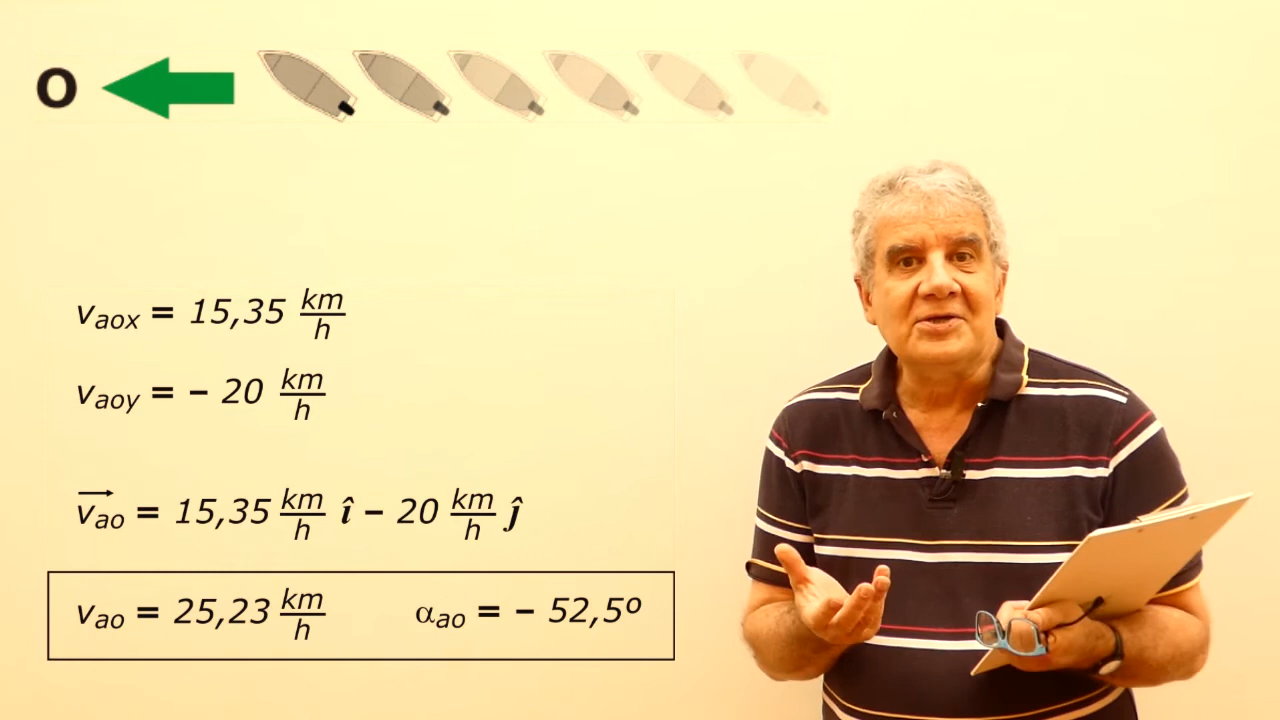 O
vaox = 15,35 km/h
vaoy = – 20 km/h
vao = 15,35 km/h î – 20 km/h ĵ
vao = 25,23 km/h αao = – 52,5º